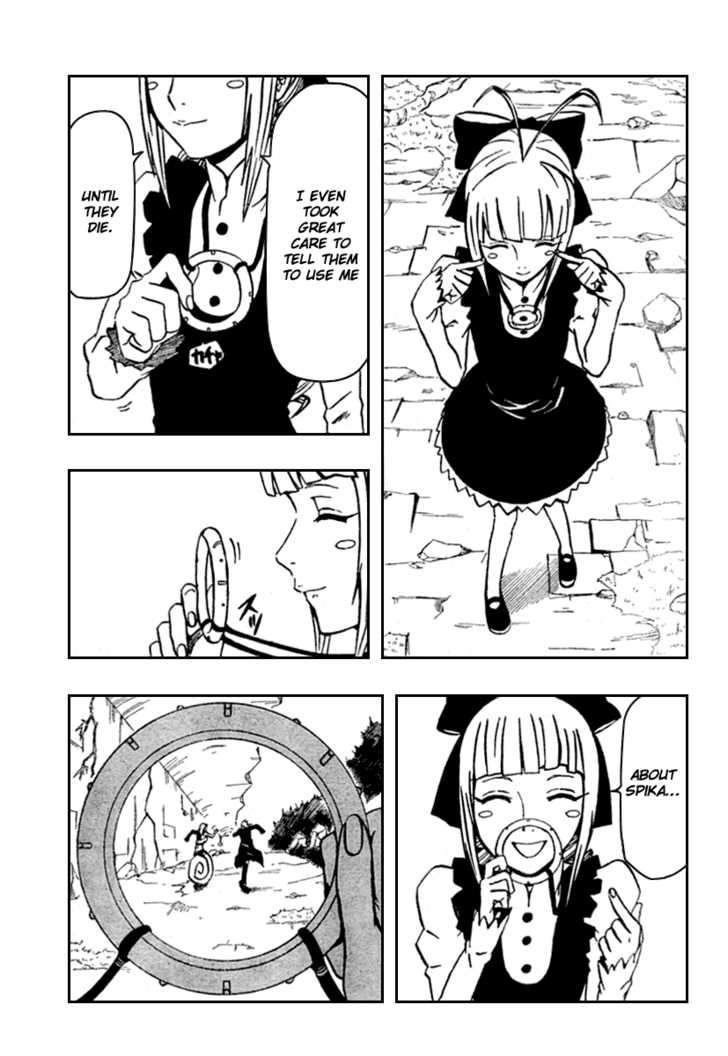 I EVEN
TOOK
GREAT
CARE TO
TELL THEM
TO USE ME
UNTIL
THEY
DIE.
ABOUT
SPIKA...